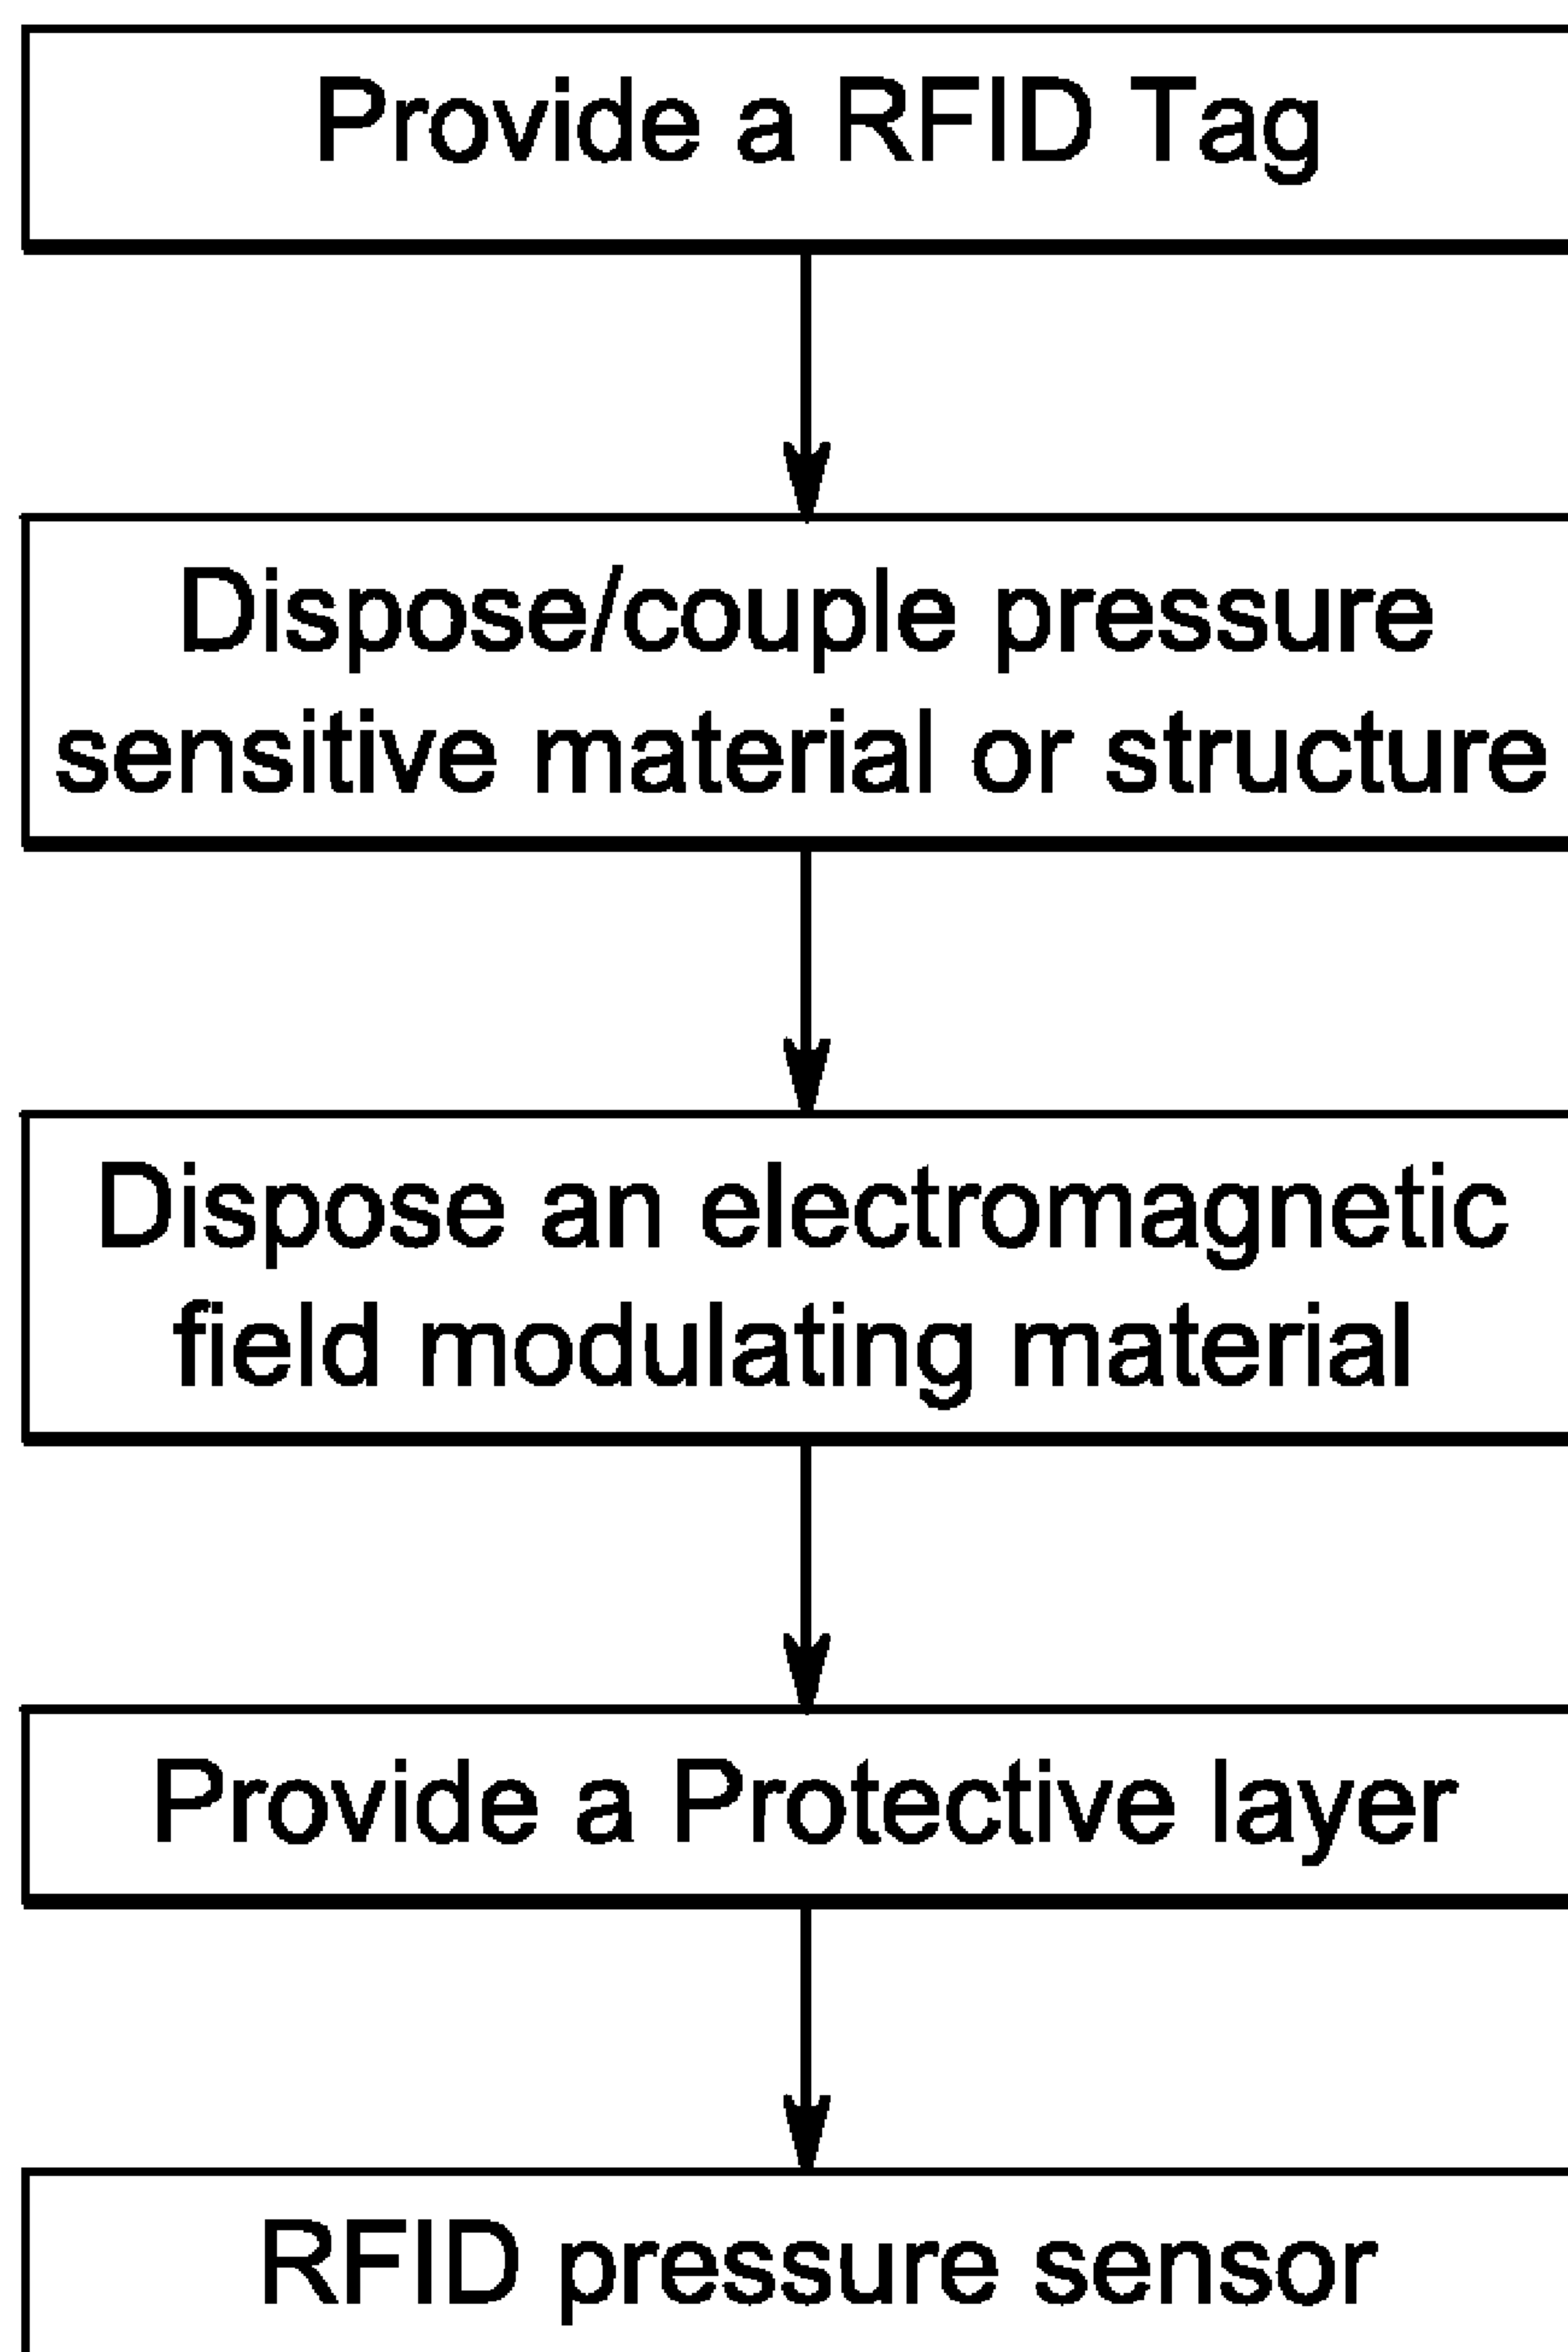 Provide a RFID Tag
Dispose/couple pressure
sensitive material or structure
Dispose an electromagnetic
field modulating material
Provide a Protective layer
RFID pressure sensor